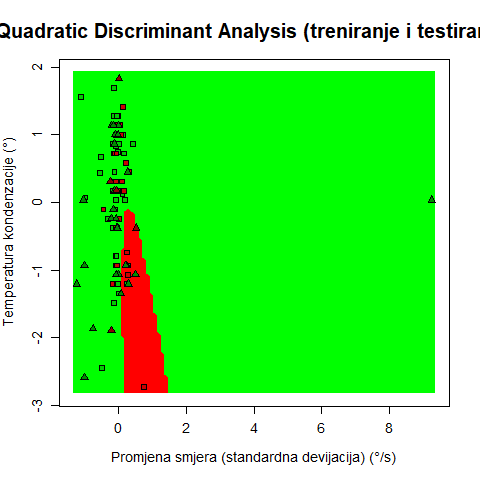 Quadratic Discriminant Analysis (treniranje i testiran
Temperatura kondenzacije (°)
2
1
0
-1
-2
-3
0 2 4 6 8
Promjena smjera (standardna devijacija) (°/s)